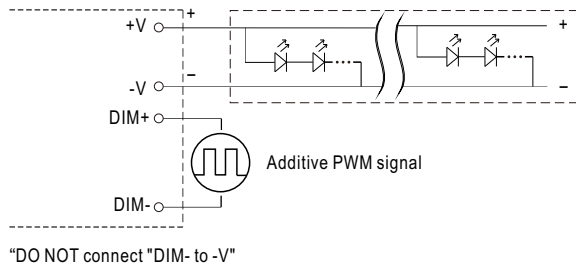 +V
+
+
-V
–
–
DIM+
Additive PWM signal
DIM-
“DO NOT connect "DIM- to -V"